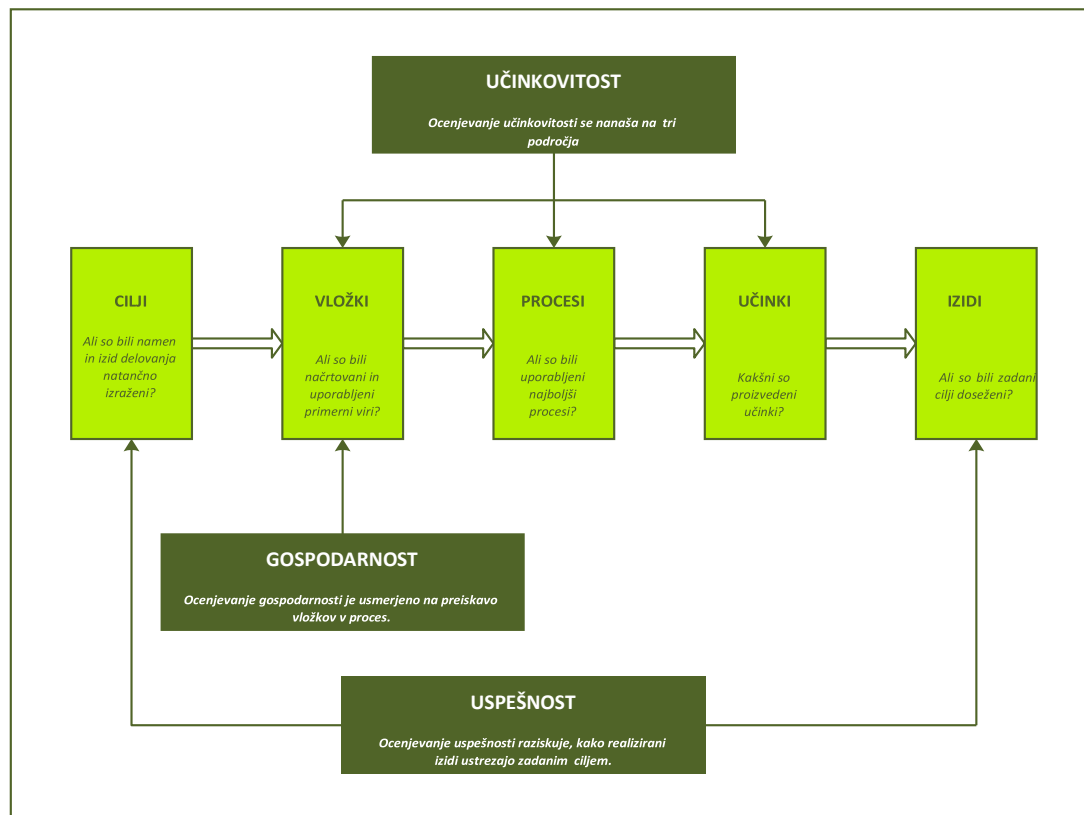 UČINKOVITOST
Ocenjevanje učinkovitosti se nanaša na tri
področja
CILJI
Ali so bili namen
in izid delovanja
natančno
izraženi?
VLOŽKI
Ali so bili
načrtovani in
uporabljeni
primerni viri?
PROCESI
Ali so bili
uporabljeni
najboljši
procesi?
UČINKI
Kakšni so
proizvedeni
učinki?
IZIDI
Ali so bili zadani
cilji doseženi?
GOSPODARNOST
Ocenjevanje gospodarnosti je usmerjeno na preiskavo
vložkov v proces.
USPEŠNOST
Ocenjevanje uspešnosti raziskuje, kako realizirani
izidi ustrezajo zadanim ciljem.